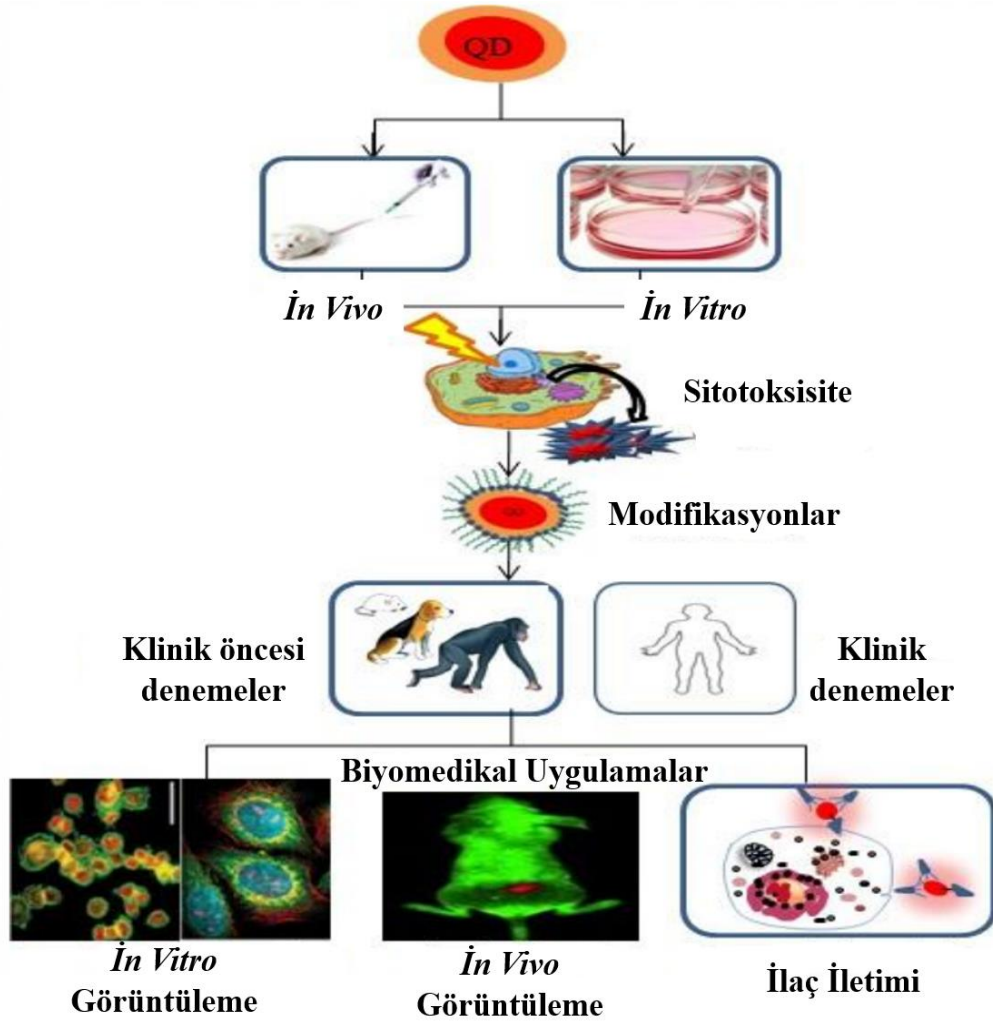 QD
İn Vivo
İn Vitro
Sitotoksisite
Modifikasyonlar
Klinik öncesi
denemeler
Klinik
denemeler
Biyomedikal Uygulamalar
İn Vitro
Görüntüleme
İn Vivo
Görüntüleme
İlaç İletimi